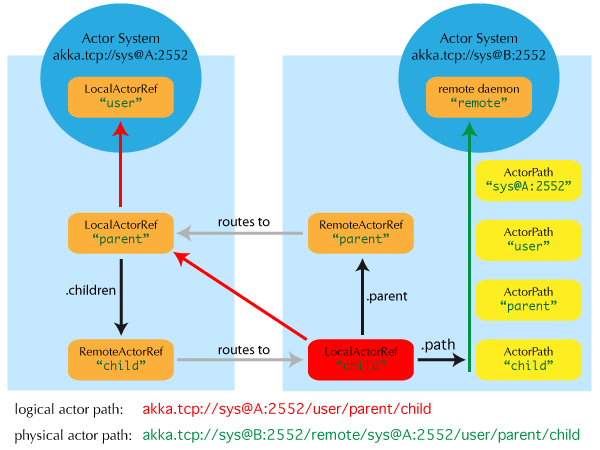 Actor System
akka.tcp://sys@A:2552
LocalActorRef
“user”
Actor System
akka.tcp://sys@B:2552
remote daemon
“remote”
ActorPath
“sys@A:2552”
LocalActorRef
“parent”
routes to
RemoteActorRef
“parent”
ActorPath
“user”
.children
.parent
ActorPath
“parent”
RemoteActorRef
“child”
routes to
LocalActorRef
“child”
.path
ActorPath
“child”
logical actor path: akka.tcp://sys@A:2552/user/parent/child
physical actor path: akka.tcp://sys@B:2552/remote/sys@A:2552/user/parent/child